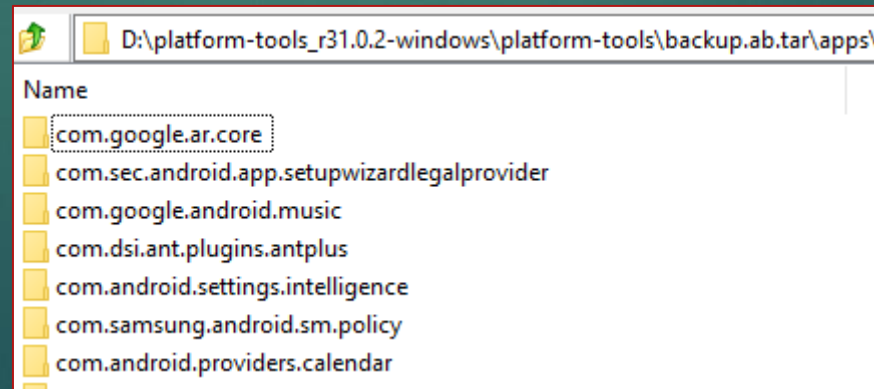 D:\platform-tools_r31.0.2-windows\platform-tools\backup.ab.tar\apps\
Name
com.google.ar.core
com.sec.android.app.setupwizardlegalprovider
com.google.android.music
com.dsi.ant.plugins.antplus
com.android.settings.intelligence
com.samsung.android.sm.policy
com.android.providers.calendar